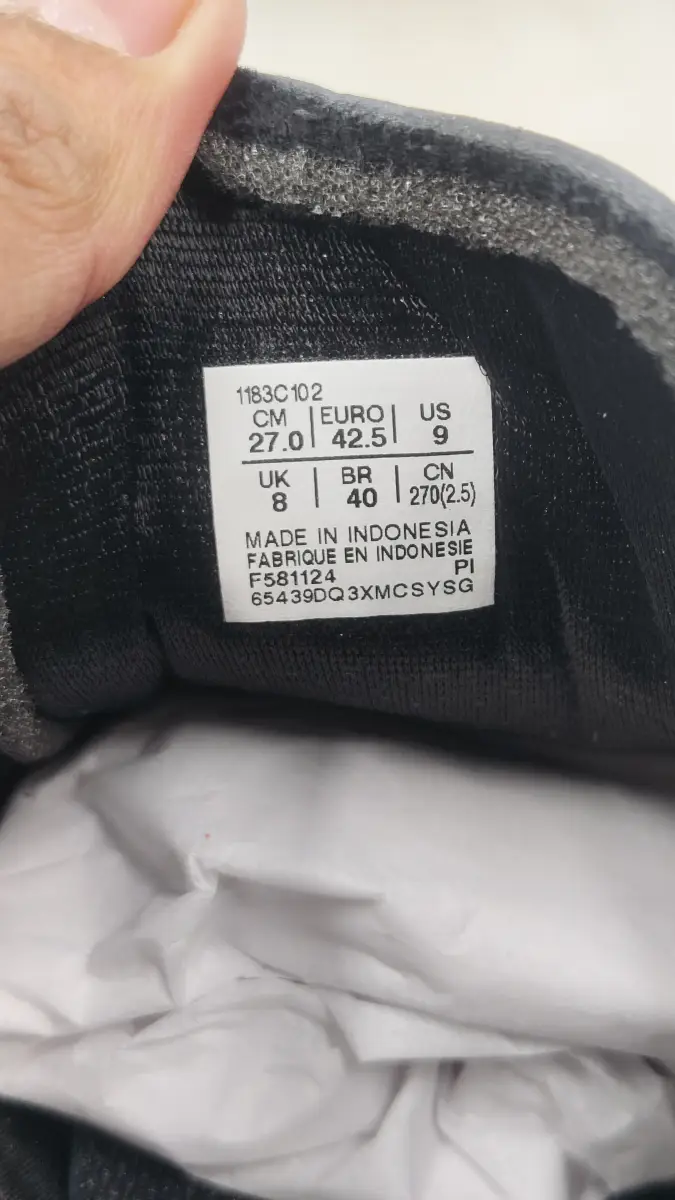 1183C102
CM | EURO | US
27.0 | 42.5 | 9
UK | BR | CN
8 | 40 | 270(2.5)
MADE IN INDONESIA
FABRIQUE EN INDONESIE
F581124 PI
65439DQ3XMCSYSG